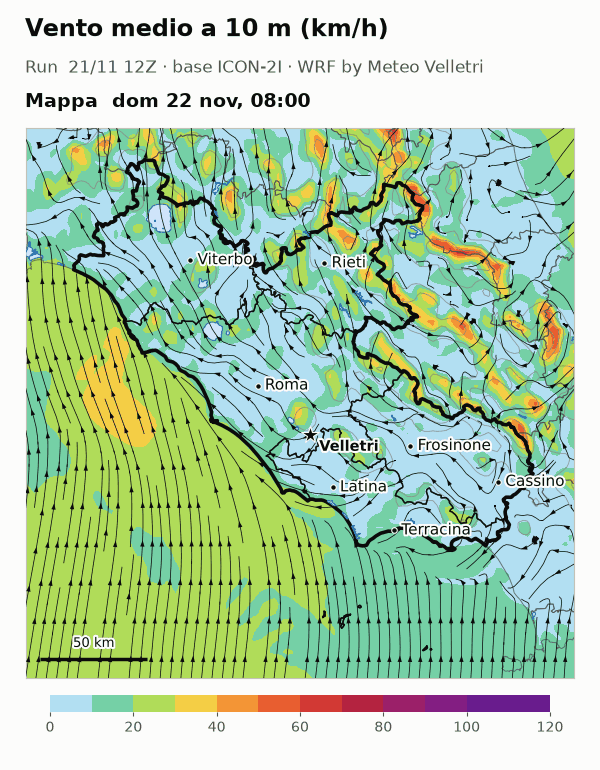 Vento medio a 10 m (km/h)
Run  21/11 12Z · base ICON-2I · WRF by Meteo Velletri
Mappa  dom 22 nov, 08:00
Viterbo
Rieti
Roma
Velletri
Frosinone
Latina
Cassino
Terracina
50 km
0 20 40 60 80 100 120